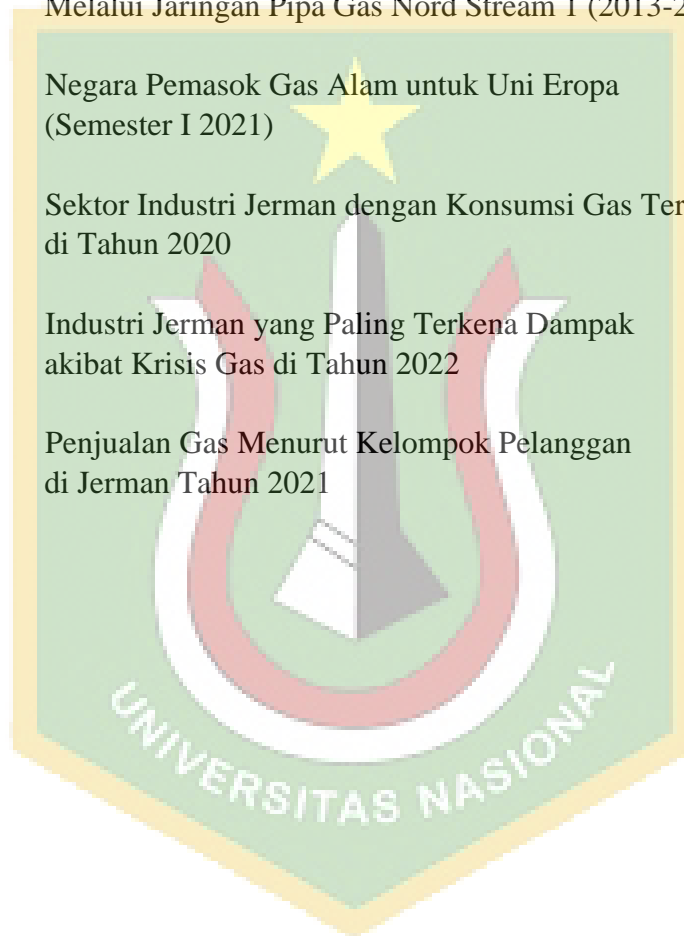 Melalui Jaringan Pipa Gas Nord Stream 1 (2013-2
Negara Pemasok Gas Alam untuk Uni Eropa
(Semester I 2021)
Sektor Industri Jerman dengan Konsumsi Gas Ter
di Tahun 2020
Industri Jerman yang Paling Terkena Dampak
akibat Krisis Gas di Tahun 2022
Penjualan Gas Menurut Kelompok Pelanggan
di Jerman Tahun 2021
UNIVERSITAS NASIONAL